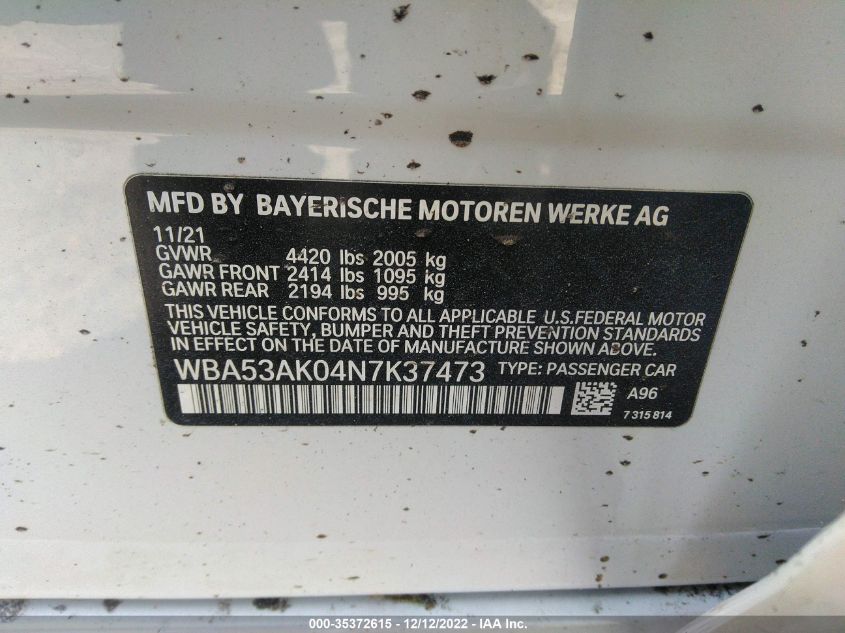 MFD BY BAYERISCHE MOTOREN WERKE AG
11/21
GVWR 4420 lbs 2005 kg
GAWR FRONT 2414 lbs 1095 kg
GAWR REAR 2194 lbs 995 kg
THIS VEHICLE CONFORMS TO ALL APPLICABLE U.S.FEDERAL MOTOR
VEHICLE SAFETY, BUMPER AND THEFT PREVENTION STANDARDS
IN EFFECT ON THE DATE OF MANUFACTURE SHOWN ABOVE.
WBA53AK04N7K37473 TYPE: PASSENGER CAR
A96
7 315 814
000-35372615 - 12/12/2022 - IAA Inc.